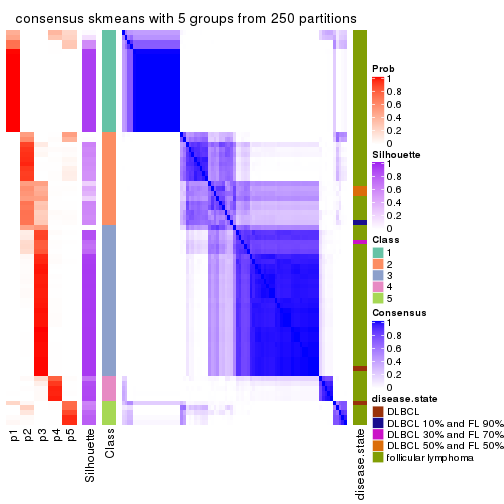 consensus skmeans with 5 groups from 250 partitions
Prob
1
0.8
0.6
0.4
0.2
0
Silhouette
1
0.8
0.6
0.4
0.2
0
Class
1
2
3
4
5
Consensus
1
0.8
0.6
0.4
0.2
0
disease.state
DLBCL
DLBCL 10% and FL 90%
DLBCL 30% and FL 70%
DLBCL 50% and FL 50%
follicular lymphoma
p1
p2
p3
p4
p5
Silhouette
Class
disease.state